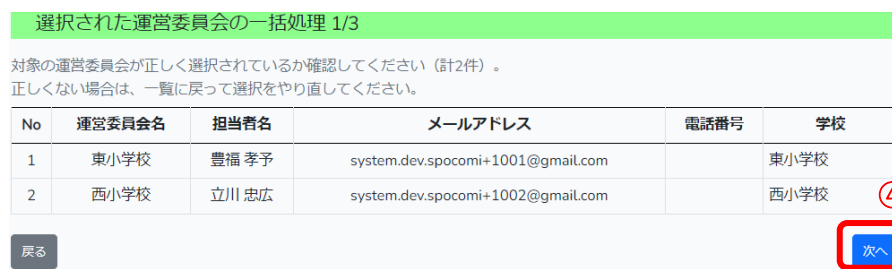 選択された運営委員会の一括処理 1/3
対象の運営委員会が正しく選択されているか確認してください（計2件）。
正しくない場合は、一覧に戻って選択をやり直してください。
No 運営委員会名 担当者名 メールアドレス 電話番号 学校
1 東小学校 豊福 孝予 system.dev.spocomi+1001@gmail.com 東小学校
2 西小学校 立川 忠広 system.dev.spocomi+1002@gmail.com 西小学校
戻る 次へ